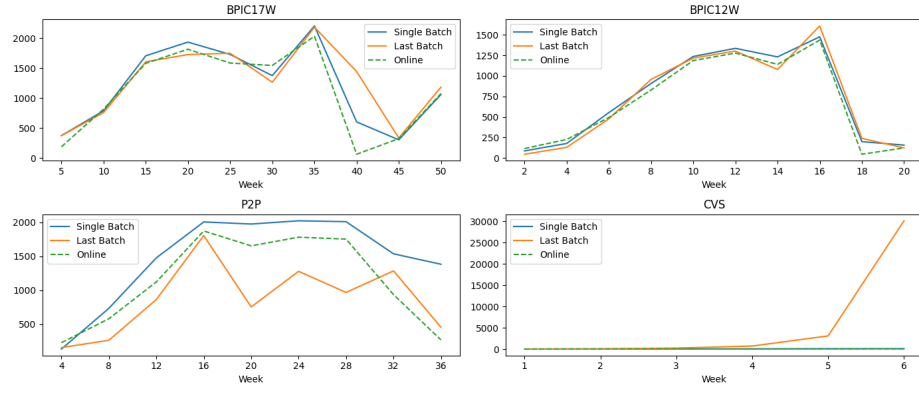 BPIC17W
2000
1500
1000
500
0
Single Batch
Last Batch
Online
5 10 15 20 25 30 35 40 45 50
Week
BPIC12W
1500
1250
1000
750
500
250
0
Single Batch
Last Batch
Online
2 4 6 8 10 12 14 16 18 20
Week
P2P
2000
1500
1000
500
Single Batch
Last Batch
Online
4 8 12 16 20 24 28 32 36
Week
CVS
30000
25000
20000
15000
10000
5000
0
Single Batch
Last Batch
Online
1 2 3 4 5 6
Week